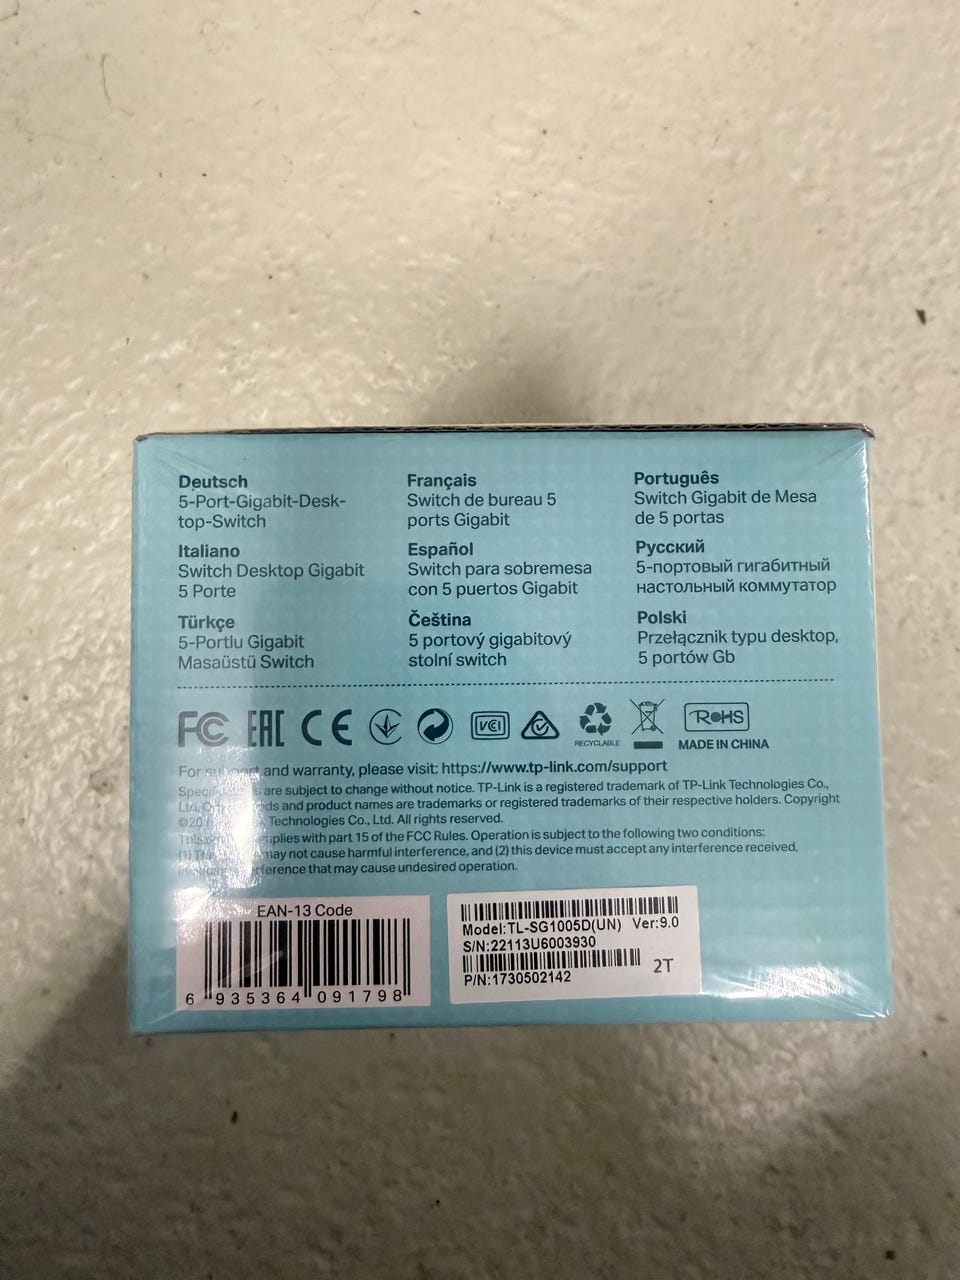 Deutsch
5-Port-Gigabit-Desk-
top-Switch
Français
Switch de bureau 5
ports Gigabit
Português
Switch Gigabit de Mesa
de 5 portas
Italiano
Switch Desktop Gigabit
5 Porte
Español
Switch para sobremesa
con 5 puertos Gigabit
Русский
5-портовый гигабитный
настольный коммутатор
Türkçe
5-Portlu Gigabit
Masaüstü Switch
Čeština
5 portový gigabitový
stolní switch
Polski
Przełącznik typu desktop,
5 portów Gb
FC EAC CE VCCI RoHS
RECYCLABLE
MADE IN CHINA
For support and warranty, please visit: https://www.tp-link.com/support
are subject to change without notice. TP-Link is a registered trademark of TP-Link Technologies Co.,
Ltd. and product names are trademarks or registered trademarks of their respective holders. Copyright
Technologies Co., Ltd. All rights reserved.
complies with part 15 of the FCC Rules. Operation is subject to the following two conditions:
(1) may not cause harmful interference, and (2) this device must accept any interference received,
interference that may cause undesired operation.
EAN-13 Code
6 935364 091798
Model:TL-SG1005D(UN) Ver:9.0
S/N:22113U6003930
2T
P/N:1730502142